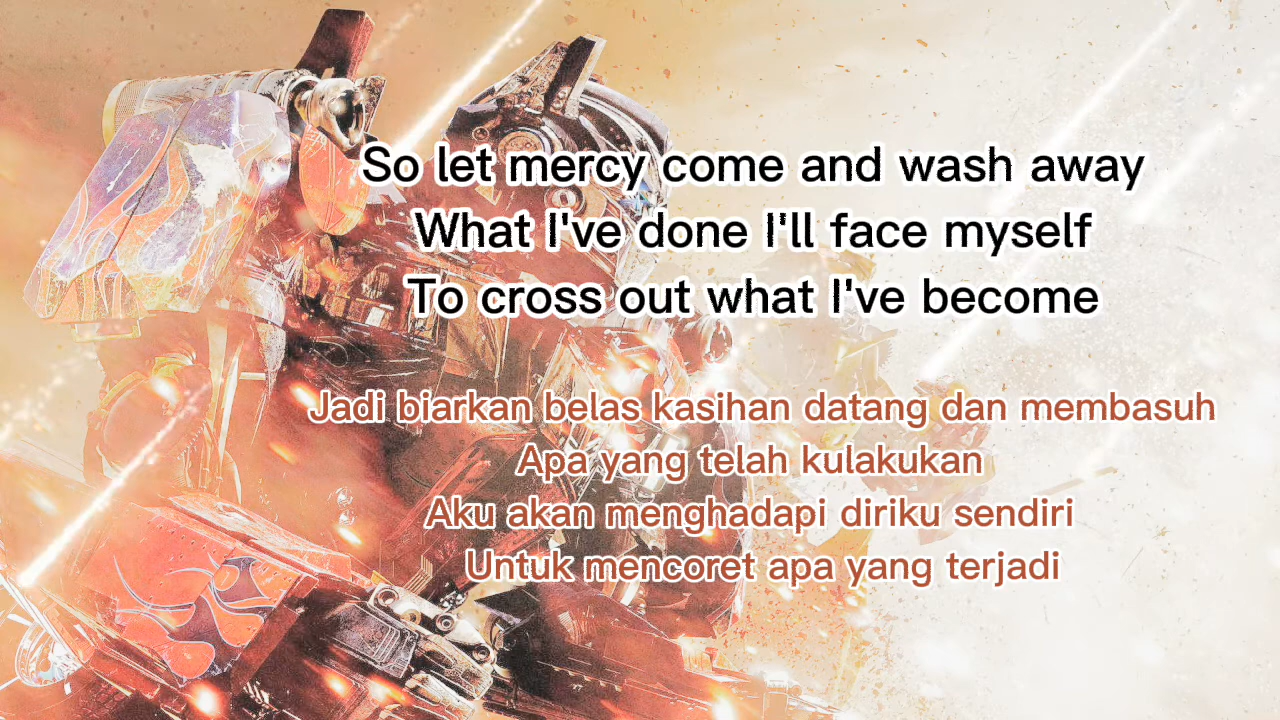 So let mercy come and wash away
What I've done I'll face myself
To cross out what I've become
Jadi biarkan belas kasihan datang dan membasuh
Apa yang telah kulakukan
Aku akan menghadapi diriku sendiri
Untuk mencoret apa yang terjadi